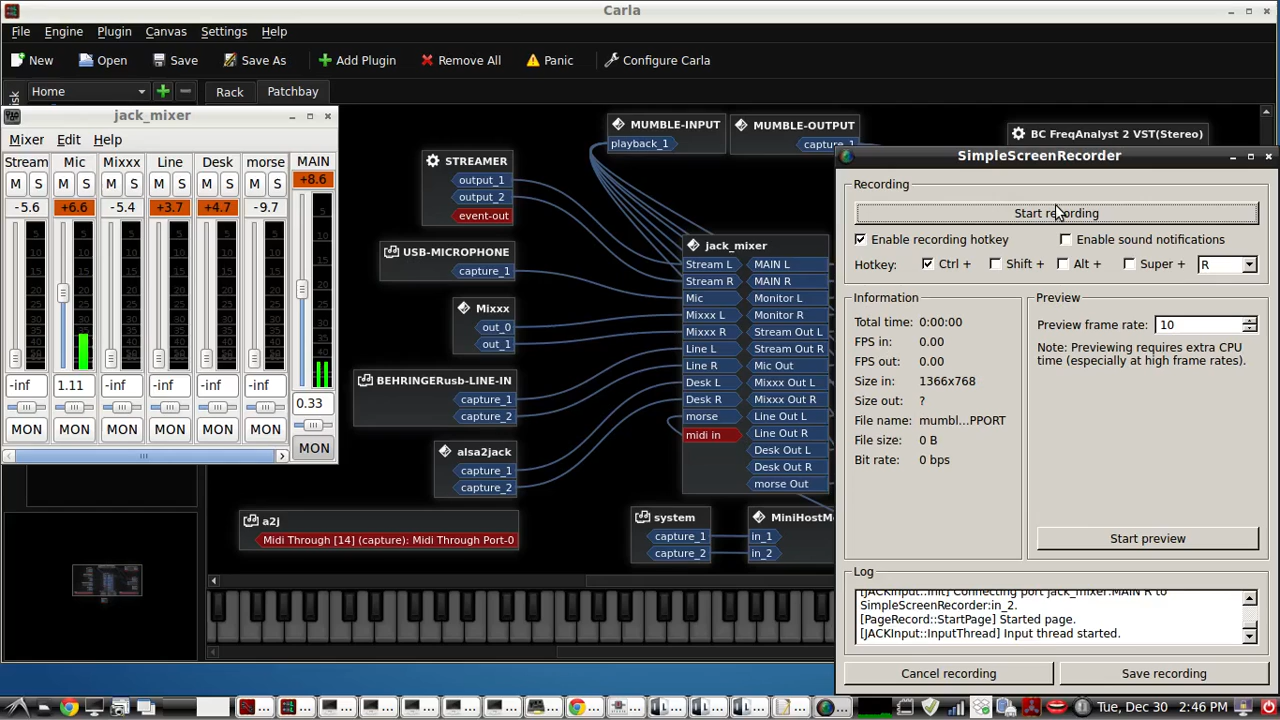 Carla
File Engine Plugin Canvas Settings Help
New Open Save Save As Add Plugin Remove All Panic Configure Carla
Home
Rack Patchbay
jack_mixer
Mixer Edit Help
Stream Mic Mixxx Line Desk morse MAIN
M S M S M S M S M S M S +8.6
-5.6 +6.6 -5.4 +3.7 +4.7 -9.7
-inf 1.11 -inf -inf -inf -inf 0.33
MON MON MON MON MON MON MON
STREAMER
output_1
output_2
event-out
USB-MICROPHONE
capture_1
Mixxx
out_0
out_1
BEHRINGERusb-LINE-IN
capture_1
capture_2
alsa2jack
capture_1
capture_2
a2j
Midi Through [14] (capture): Midi Through Port-0
MUMBLE-INPUT
playback_1
MUMBLE-OUTPUT
capture_1
BC FreqAnalyst 2 VST(Stereo)
jack_mixer
Stream L MAIN L
Stream R MAIN R
Mic Monitor L
Mixxx L Monitor R
Mixxx R Stream Out L
Line L Stream Out R
Line R Mic Out
Desk L Mixxx Out L
Desk R Mixxx Out R
morse Line Out L
midi in Line Out R
Desk Out L
Desk Out R
morse Out
system
capture_1
capture_2
MiniHostM
in_1
in_2
SimpleScreenRecorder
Recording
Start recording
Enable recording hotkey Enable sound notifications
Hotkey: Ctrl + Shift + Alt + Super + R
Information
Total time: 0:00:00
FPS in: 0.00
FPS out: 0.00
Size in: 1366x768
Size out: ?
File name: mumbl...PPORT
File size: 0 B
Bit rate: 0 bps
Preview
Preview frame rate: 10
Note: Previewing requires extra CPU
time (especially at high frame rates).
Start preview
Log
[JACKInput::Init] Connecting port jack_mixer:MAIN R to
SimpleScreenRecorder:in_2.
[PageRecord::StartPage] Started page.
[JACKInput::InputThread] Input thread started.
Cancel recording Save recording
Tue, Dec 30 2:46 PM